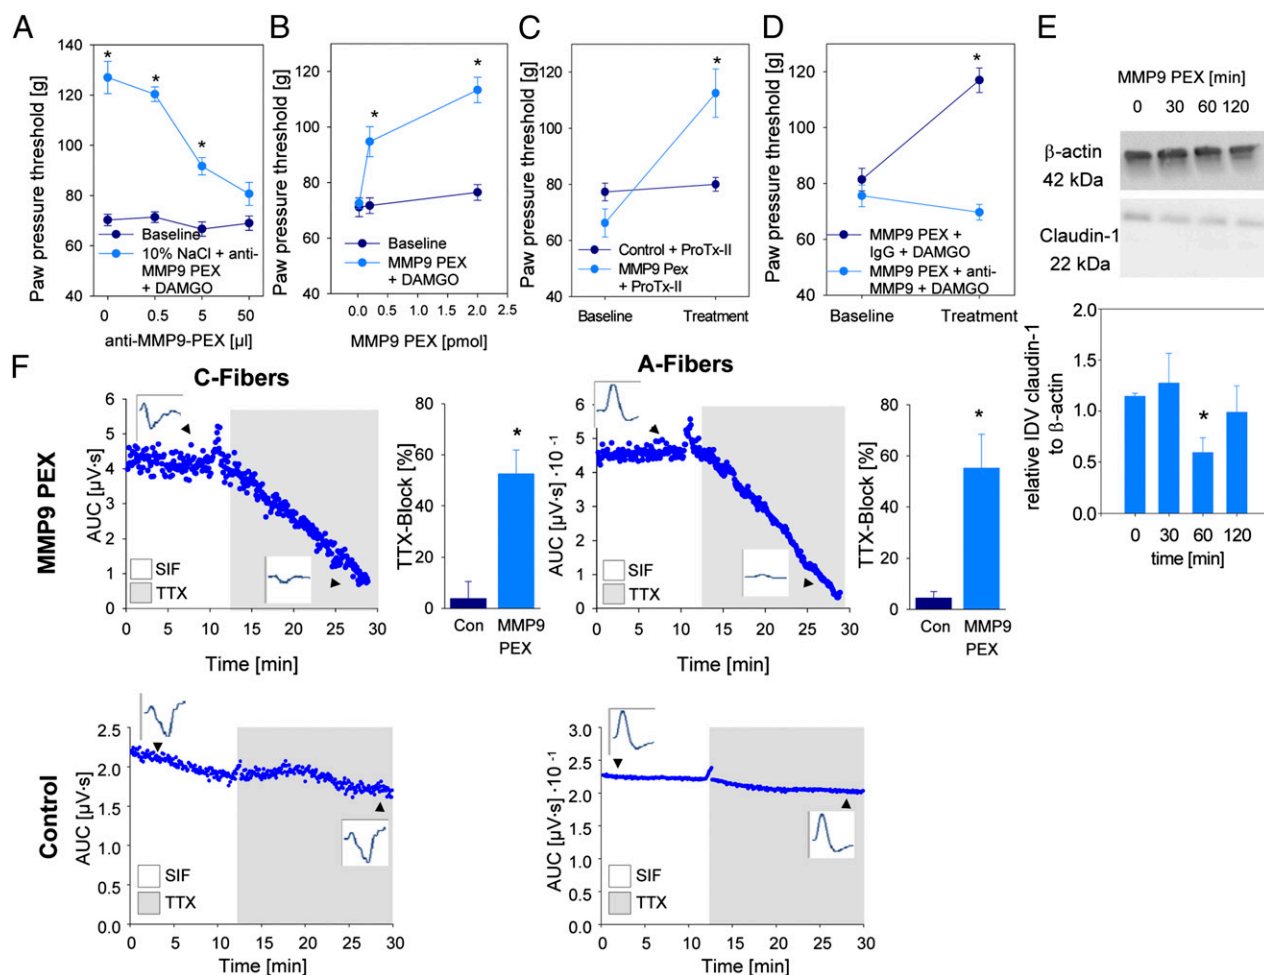 A
Paw pressure threshold [g]
140
120
100
80
60
40
*
*
*
Baseline
10% NaCl + anti-
MMP9 PEX
+ DAMGO
0 0.5 5 50
anti-MMP9-PEX [µl]
B
Paw pressure threshold [g]
140
120
100
80
60
40
*
*
Baseline
MMP9 PEX
+ DAMGO
0.0 0.5 1.0 1.5 2.0 2.5
MMP9 PEX [pmol]
C
Paw pressure threshold [g]
120
100
80
60
40
*
Control + ProTx-II
MMP9 Pex
+ ProTx-II
Baseline Treatment
D
Paw pressure threshold [g]
120
100
80
60
40
*
MMP9 PEX +
IgG + DAMGO
MMP9 PEX + anti-
MMP9 + DAMGO
Baseline Treatment
E
MMP9 PEX [min]
0 30 60 120
β-actin
42 kDa
Claudin-1
22 kDa
relative IDV claudin-1
to β-actin
2.0
1.5
1.0
0.5
0.0
*
0 30 60 120
time [min]
F
MMP9 PEX
C-Fibers
AUC [µV·s]
6
5
4
3
2
1
0
SIF
TTX
0 5 10 15 20 25 30
Time [min]
TTX-Block [%]
80
60
40
20
0
*
Con MMP9
PEX
A-Fibers
AUC [µV·s] ·10 -1
6
5
4
3
2
1
0
SIF
TTX
0 5 10 15 20 25 30
Time [min]
TTX-Block [%]
80
60
40
20
0
*
Con MMP9
PEX
Control
AUC [µV·s]
2.5
2.0
1.5
1.0
0.5
0.0
SIF
TTX
0 5 10 15 20 25 30
Time [min]
AUC [µV·s] ·10 -1
3.0
2.5
2.0
1.5
1.0
0.0
SIF
TTX
0 5 10 15 20 25 30
Time [min]